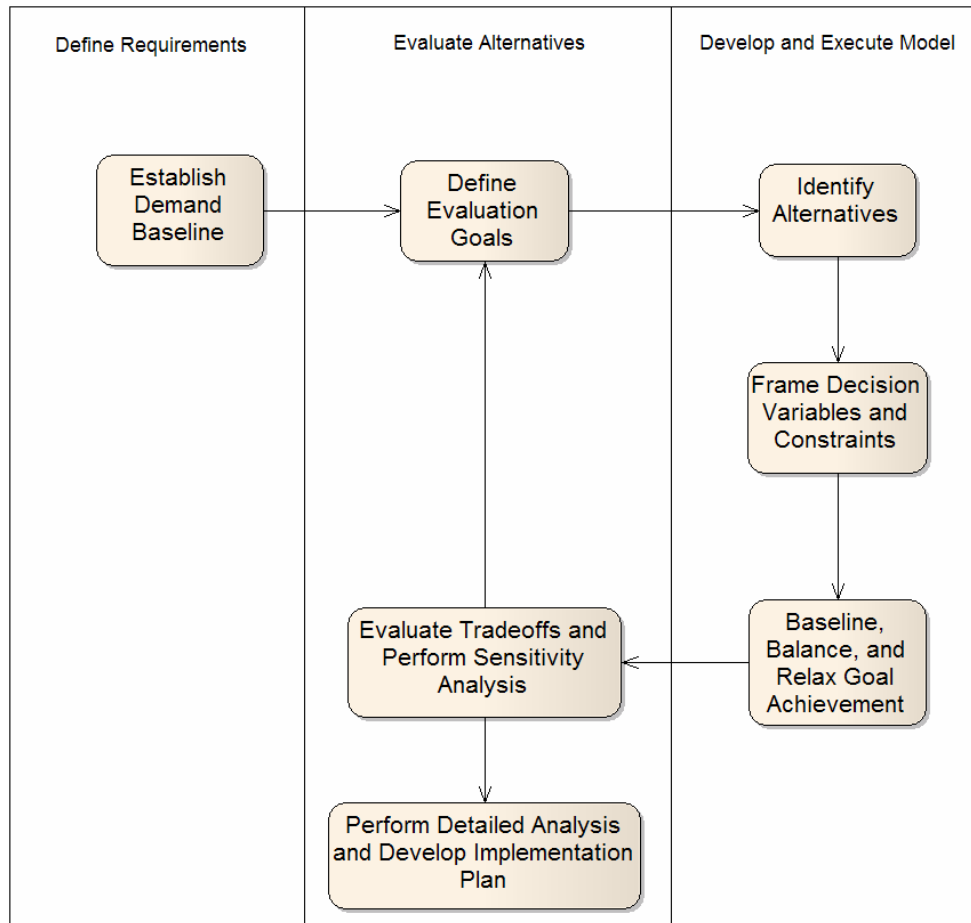 Define Requirements
Evaluate Alternatives
Develop and Execute Model
Establish
Demand
Baseline
Define
Evaluation
Goals
Identify
Alternatives
Frame Decision
Variables and
Constraints
Evaluate Tradeoffs and
Perform Sensitivity
Analysis
Baseline,
Balance, and
Relax Goal
Achievement
Perform Detailed Analysis
and Develop Implementation
Plan